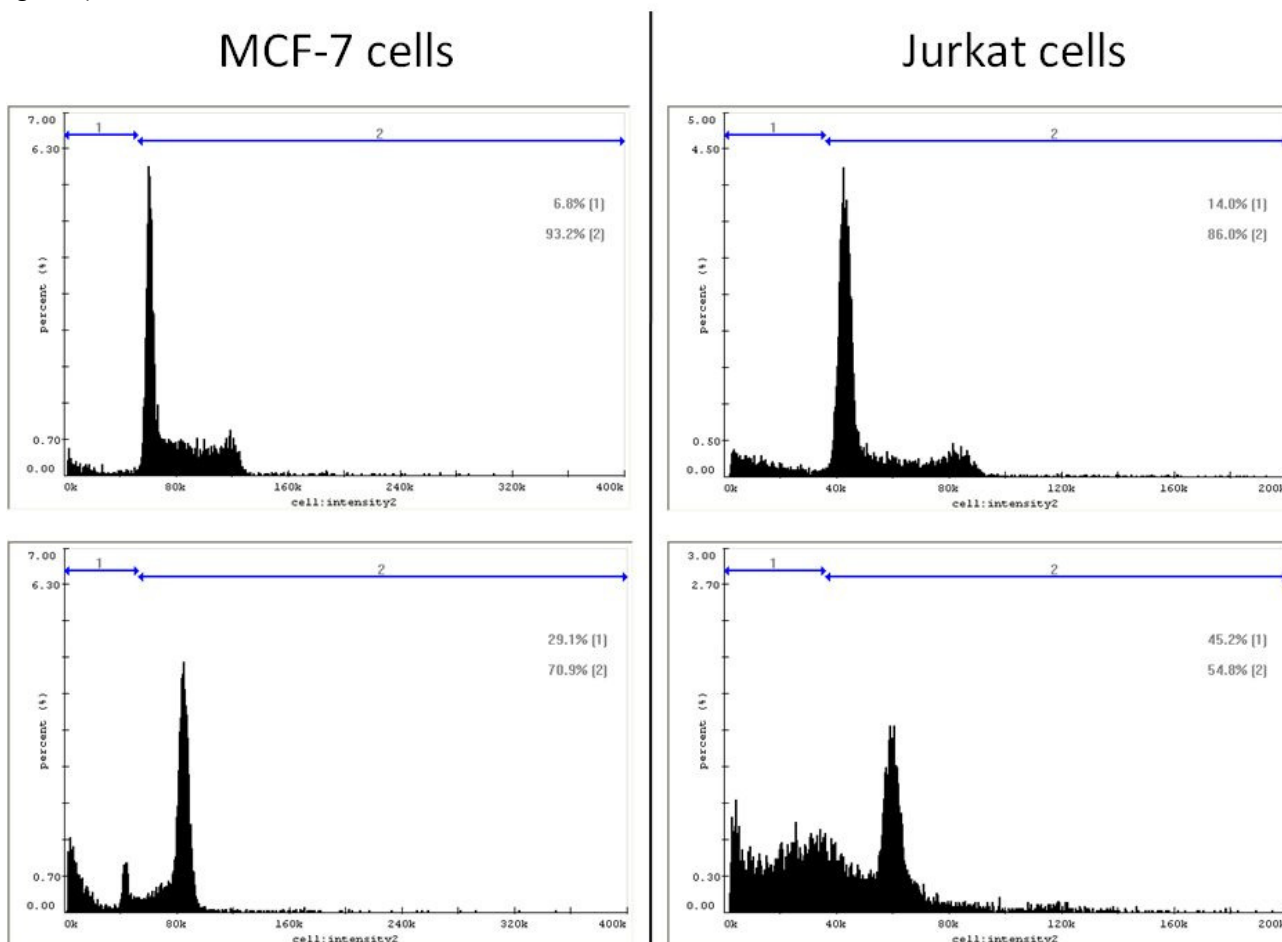 MCF-7 cells
Jurkat cells
7.00
1
2
6.30
6.8% (1)
93.2% (2)
percent (%)
0.70
0.00
0k
80k
160k
240k
320k
400k
cell:intensity2
5.00
1
2
4.50
14.0% (1)
86.0% (2)
percent (%)
0.50
0.00
0k
40k
80k
120k
160k
200k
cell:intensity2
7.00
1
2
6.30
29.1% (1)
70.9% (2)
percent (%)
0.70
0.00
0k
80k
160k
240k
320k
400k
cell:intensity2
3.00
1
2
2.70
45.2% (1)
54.8% (2)
percent (%)
0.30
0.00
0k
40k
80k
120k
160k
200k
cell:intensity2